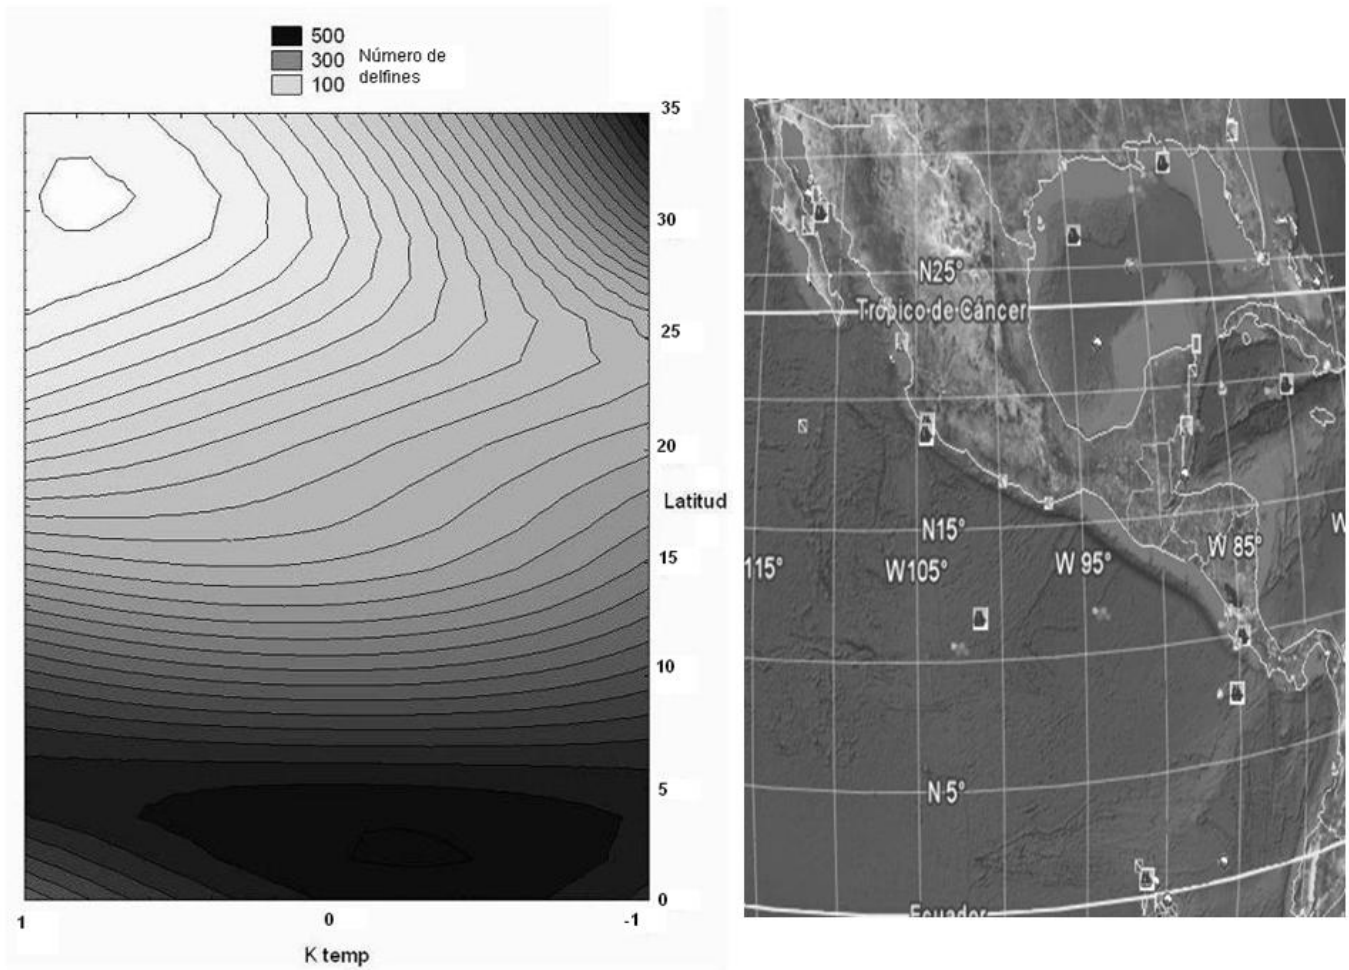 500
300
100
Número de
delfines
35
30
25
20
Latitud
15
10
5
0
1
0
-1
K temp
N25°
Trópico de Cáncer
N15°
W105°
W 95°
W 85°
W
115°
N 5°
Ecuador